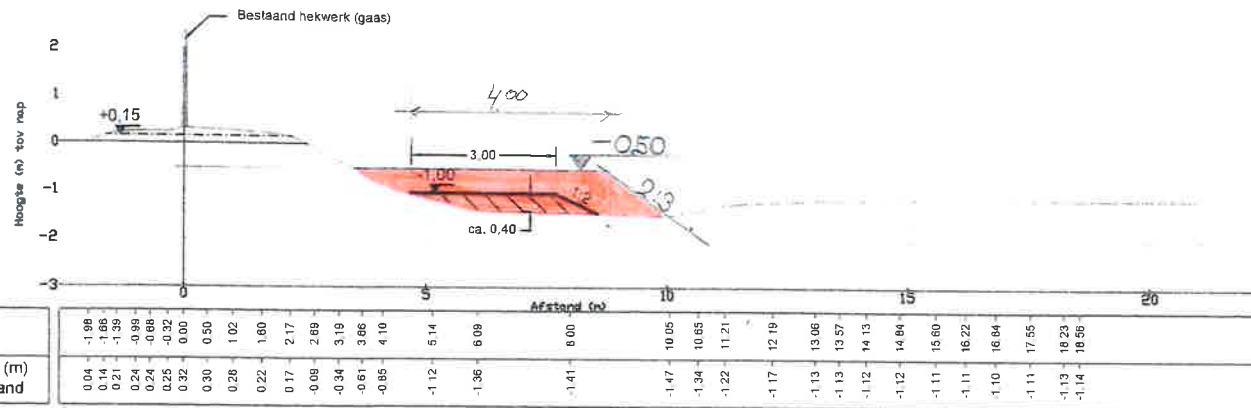 Bestaand hekwerk (gaas)
2
1
0
-1
-2
-3
Hoogte (m) tov nap
+0,15
4,00
3,00
-0,50
-1,00
1:2
2:3
ca. 0,40
0 5 10 15 20
Afstand (m)
-1.98 -1.66 -1.39 -0.99 -0.68 -0.32 0.00 0.50 1.02 1.60 2.17 2.69 3.19 3.66 4.10 5.14 6.09 8.00 10.05 10.65 11.21 12.19 13.06 13.57 14.13 14.84 15.60 16.22 16.84 17.55 18.23 18.56
(m)
and
0.04 0.14 0.21 0.24 0.24 0.25 0.32 0.30 0.26 0.22 0.17 -0.09 -0.34 -0.61 -0.85 -1.12 -1.36 -1.41 -1.47 -1.34 -1.22 -1.17 -1.13 -1.13 -1.12 -1.12 -1.11 -1.11 -1.10 -1.11 -1.13 -1.14